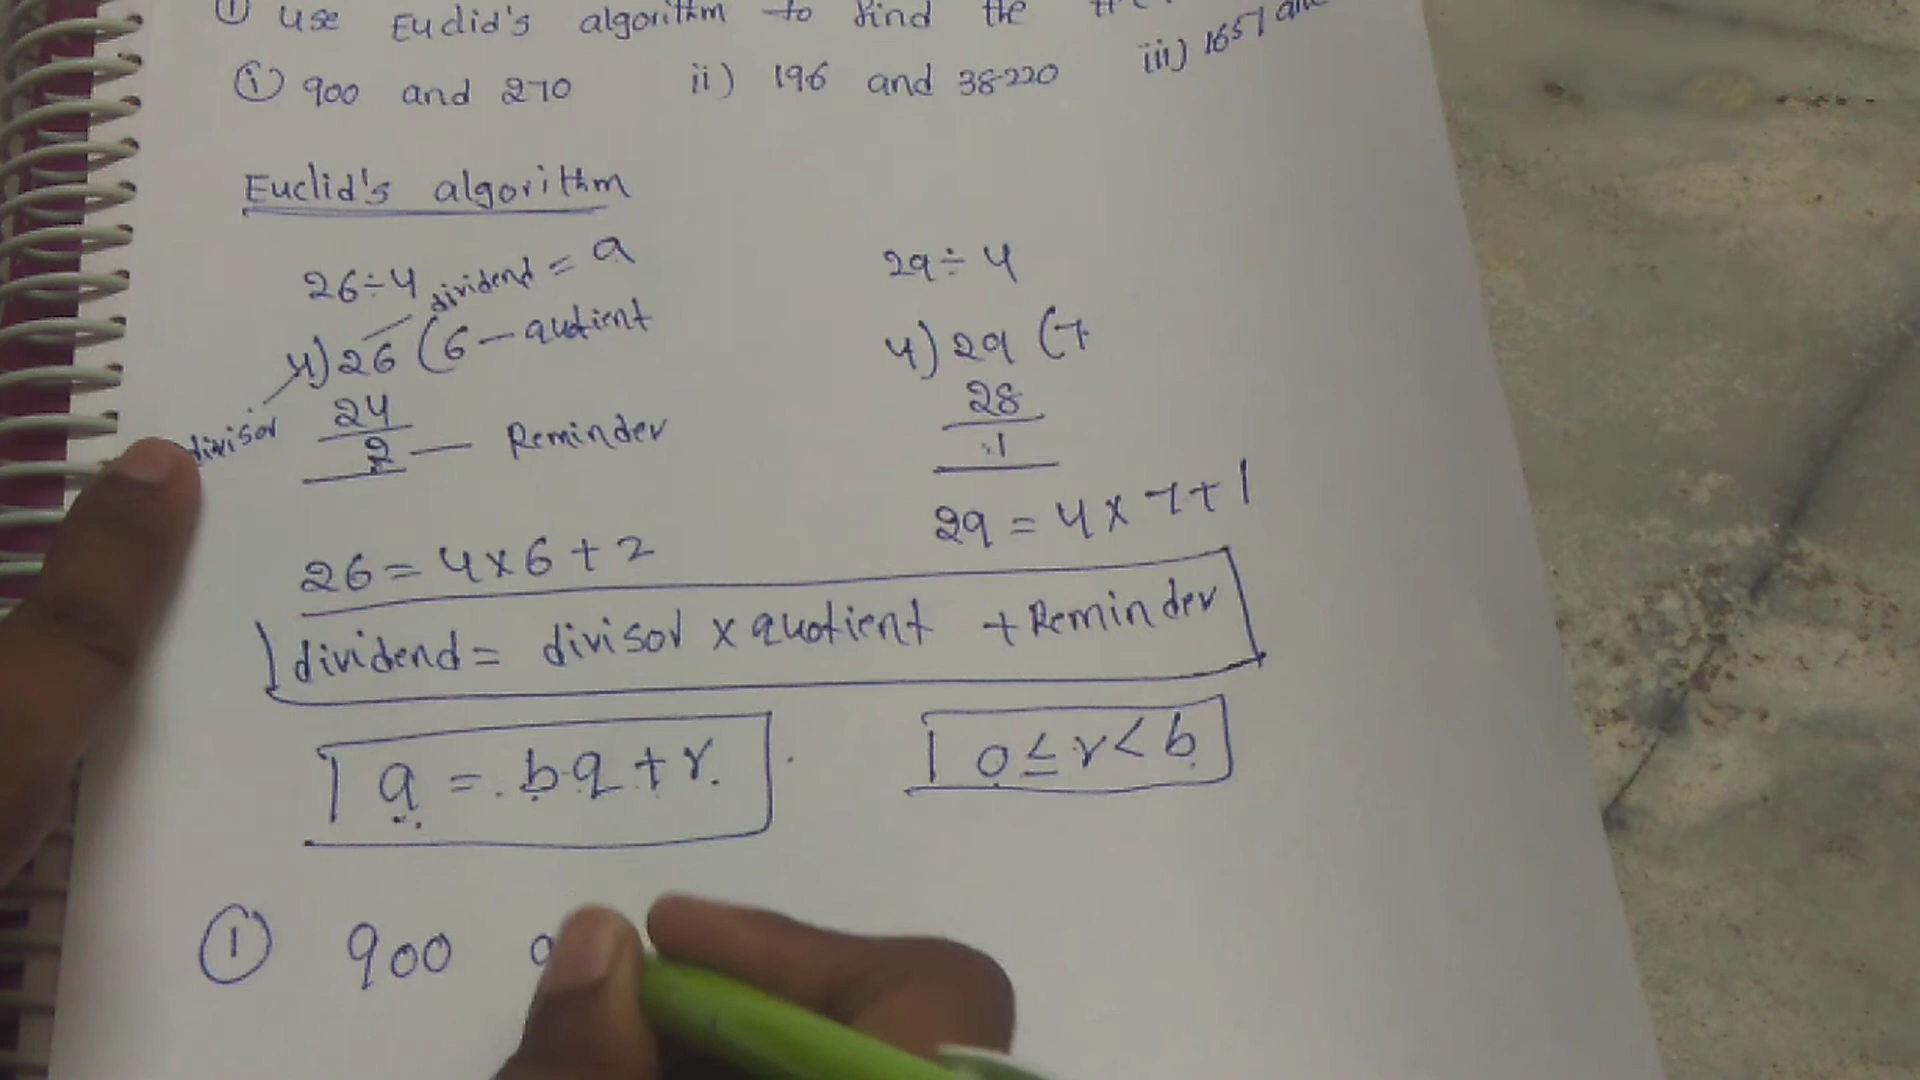 ① use Euclid's algorithm to find the
① 900 and 270 ii) 196 and 38220 iii) 1651
Euclid's algorithm
26÷4 dividend = a
4)26(6 - quotient
divisor 24
2 — Reminder
26 = 4×6+2
29÷4
4)29(7
28
1
29 = 4×7+1
dividend = divisor × quotient + Reminder
a = bq+r. 0≤r<b
① 900